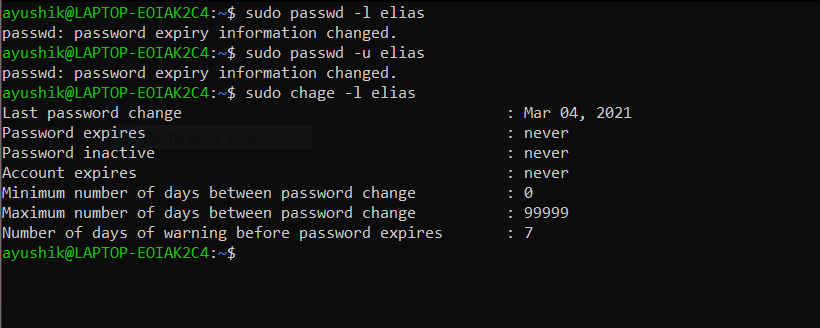 ayushik@LAPTOP-EOIAK2C4:~$ sudo passwd -l elias
passwd: password expiry information changed.
ayushik@LAPTOP-EOIAK2C4:~$ sudo passwd -u elias
passwd: password expiry information changed.
ayushik@LAPTOP-EOIAK2C4:~$ sudo chage -l elias
Last password change : Mar 04, 2021
Password expires : never
Rectangular Snip
Password inactive : never
Account expires : never
Minimum number of days between password change : 0
Maximum number of days between password change : 99999
Number of days of warning before password expires : 7
ayushik@LAPTOP-EOIAK2C4:~$